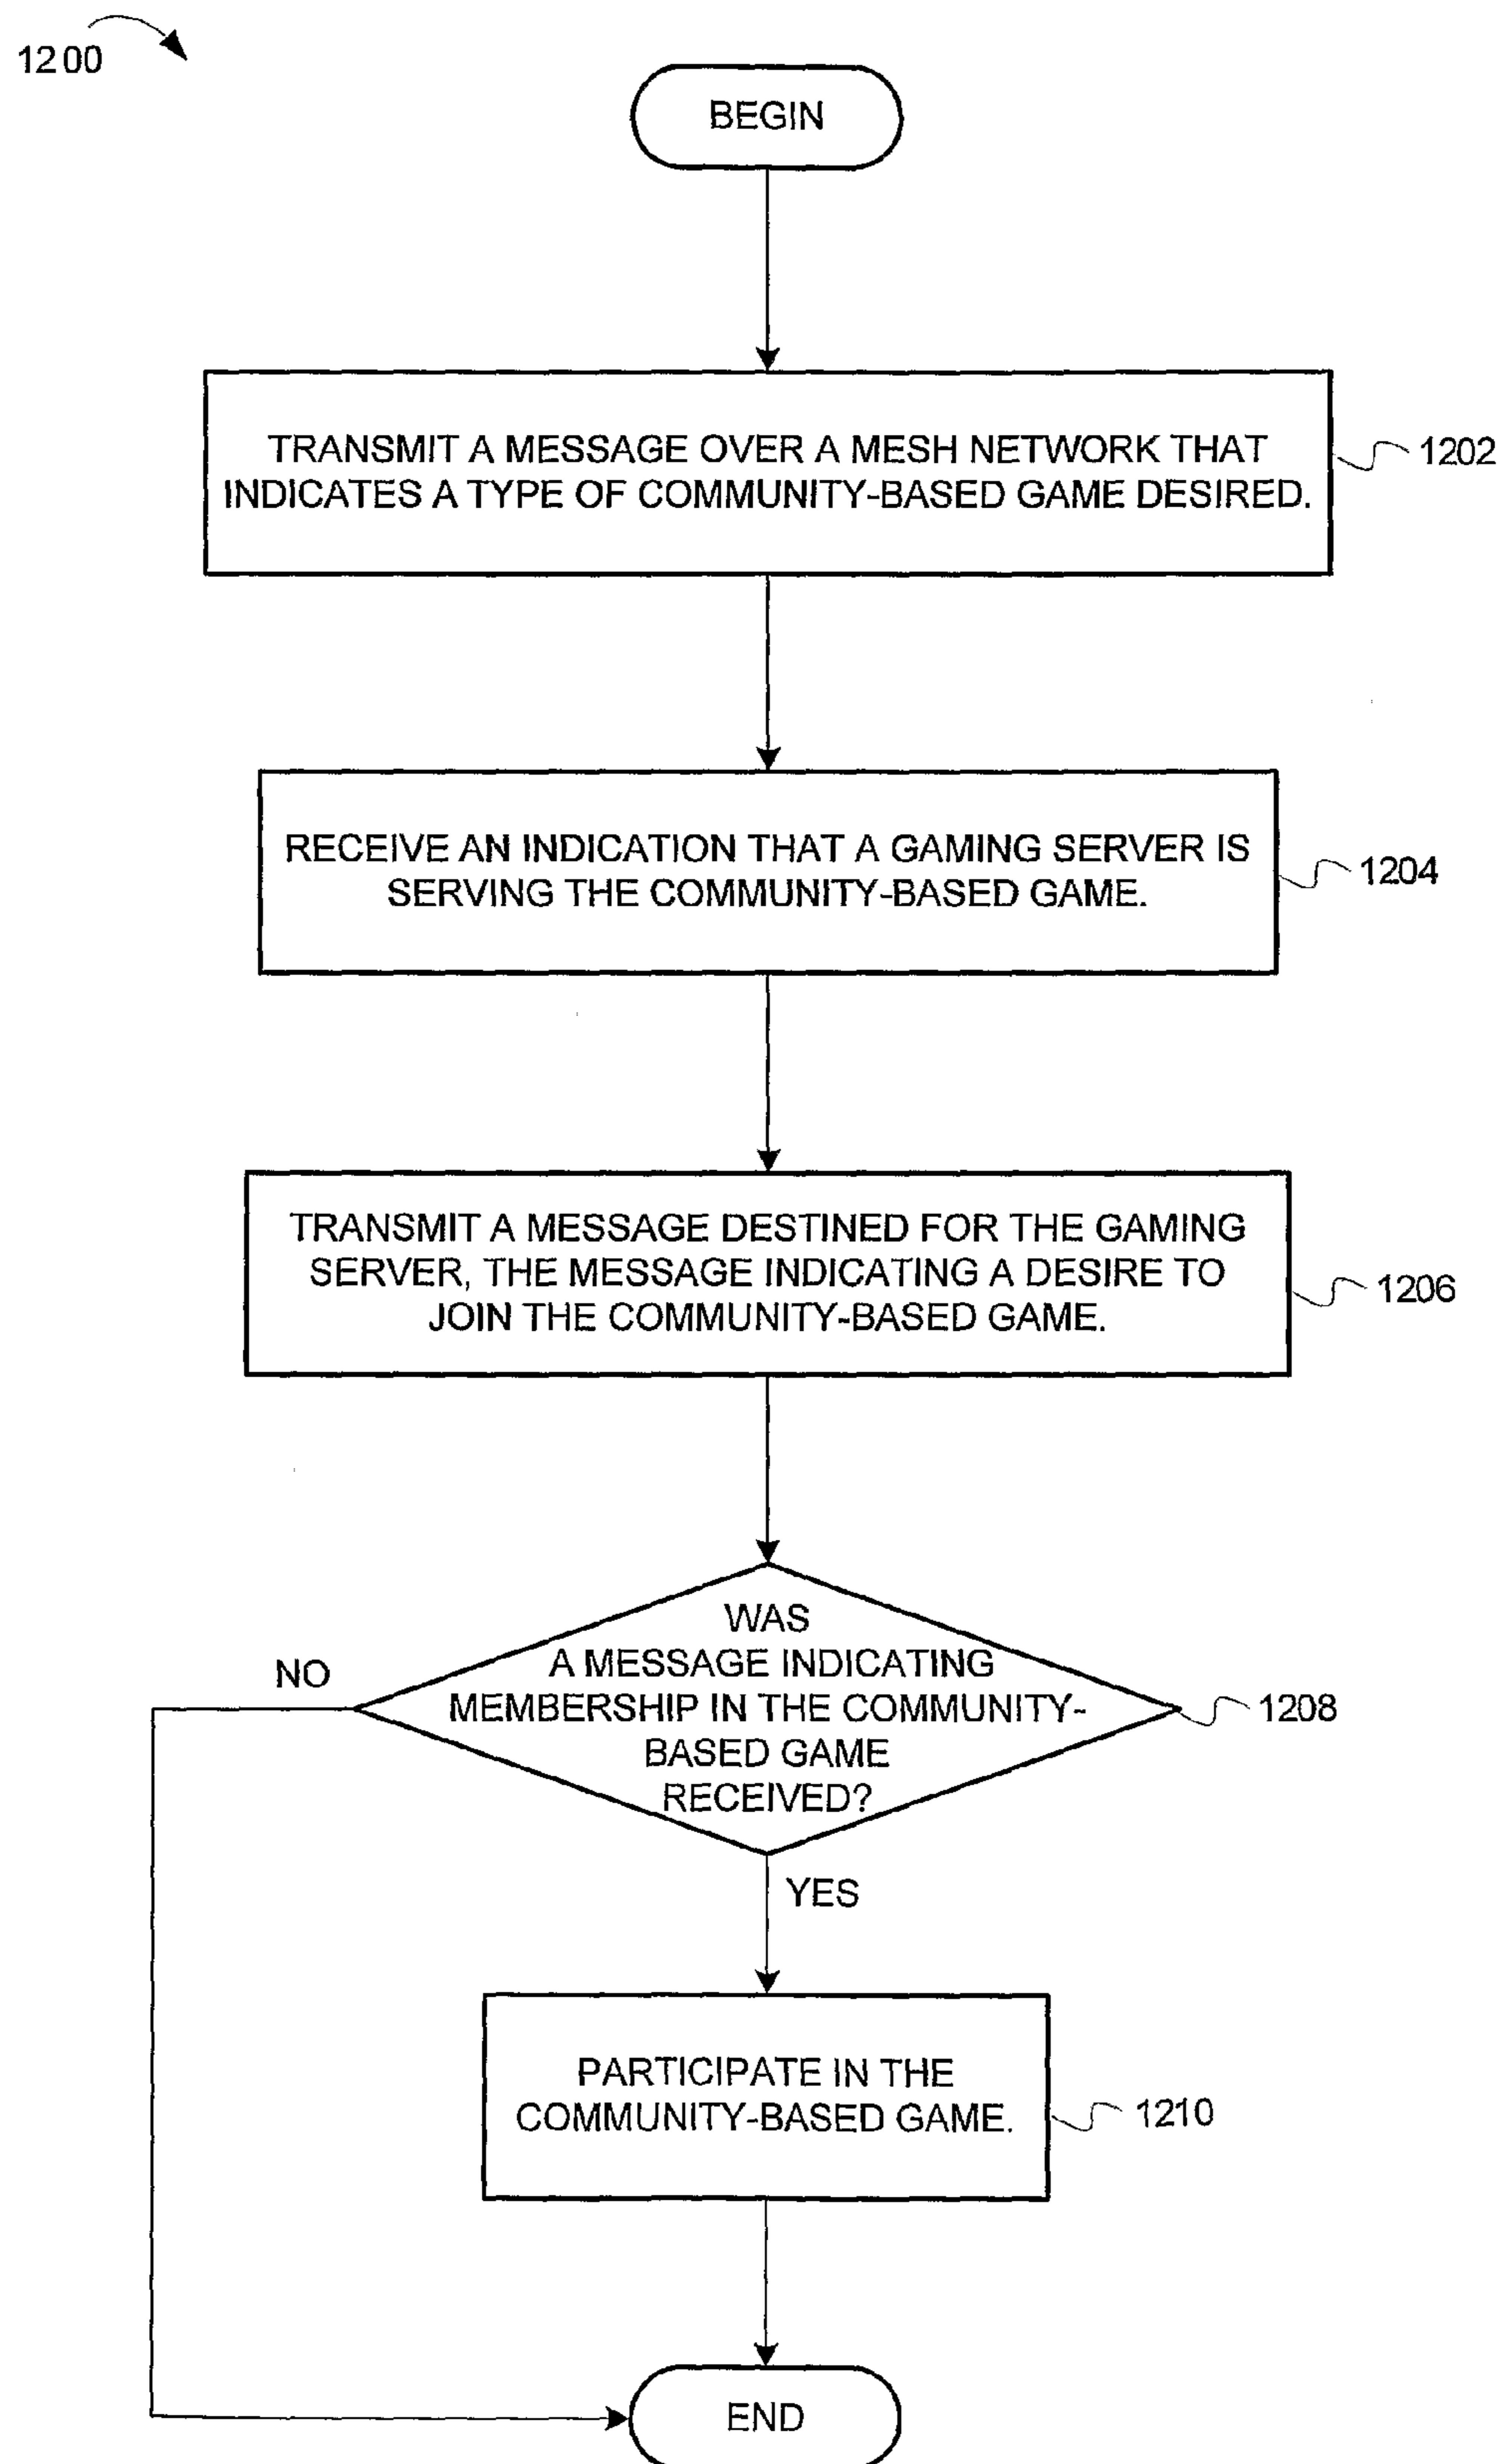 1200
BEGIN
TRANSMIT A MESSAGE OVER A MESH NETWORK THAT
INDICATES A TYPE OF COMMUNITY-BASED GAME DESIRED.
1202
RECEIVE AN INDICATION THAT A GAMING SERVER IS
SERVING THE COMMUNITY-BASED GAME.
1204
TRANSMIT A MESSAGE DESTINED FOR THE GAMING
SERVER, THE MESSAGE INDICATING A DESIRE TO
JOIN THE COMMUNITY-BASED GAME.
1206
WAS
A MESSAGE INDICATING
MEMBERSHIP IN THE COMMUNITY-
BASED GAME
RECEIVED?
NO
1208
YES
PARTICIPATE IN THE
COMMUNITY-BASED GAME.
1210
END